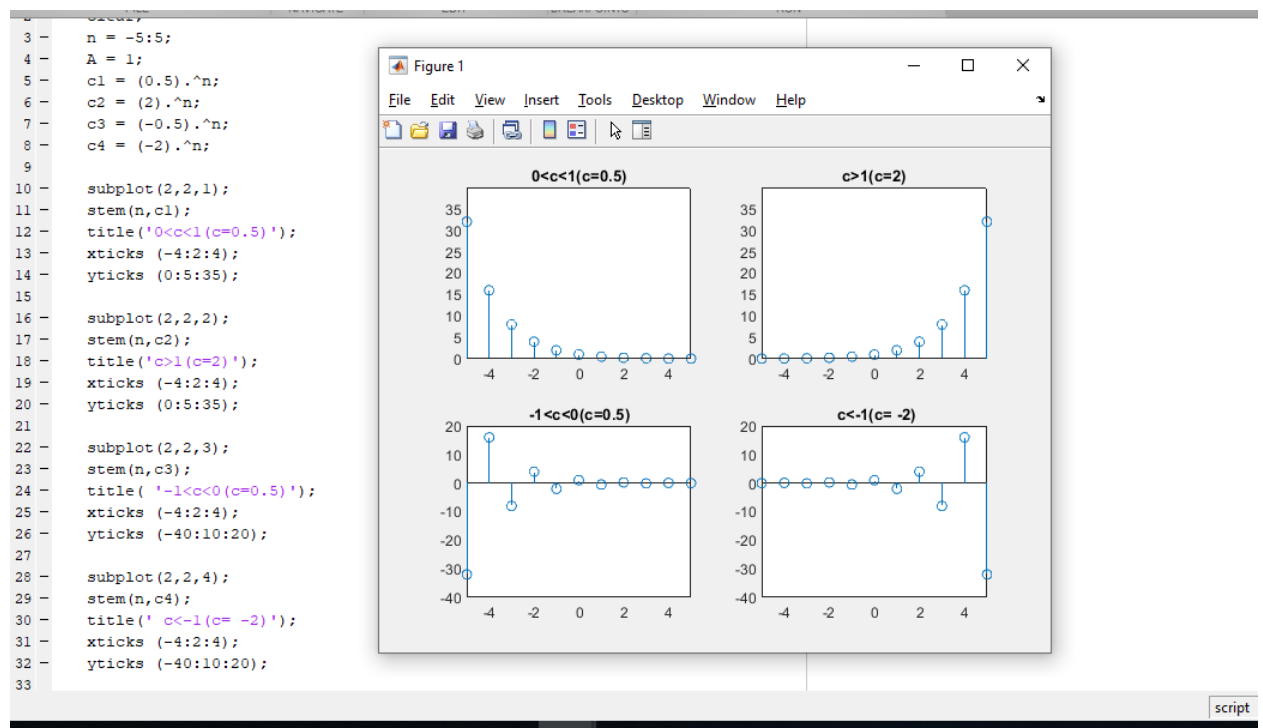 3 - n = -5:5;
4 - A = 1;
5 - c1 = (0.5).^n;
6 - c2 = (2).^n;
7 - c3 = (-0.5).^n;
8 - c4 = (-2).^n;
9
10 - subplot(2,2,1);
11 - stem(n,c1);
12 - title('0<c<1(c=0.5)');
13 - xticks (-4:2:4);
14 - yticks (0:5:35);
15
16 - subplot(2,2,2);
17 - stem(n,c2);
18 - title('c>1(c=2)');
19 - xticks (-4:2:4);
20 - yticks (0:5:35);
21
22 - subplot(2,2,3);
23 - stem(n,c3);
24 - title( '-1<c<0(c=0.5)');
25 - xticks (-4:2:4);
26 - yticks (-40:10:20);
27
28 - subplot(2,2,4);
29 - stem(n,c4);
30 - title(' c<-1(c= -2)');
31 - xticks (-4:2:4);
32 - yticks (-40:10:20);
33
Figure 1
File Edit View Insert Tools Desktop Window Help
0<c<1(c=0.5)
35
30
25
20
15
10
5
0
-4 -2 0 2 4
c>1(c=2)
35
30
25
20
15
10
5
0
-4 -2 0 2 4
-1<c<0(c=0.5)
20
10
0
-10
-20
-30
-40
-4 -2 0 2 4
c<-1(c= -2)
20
10
0
-10
-20
-30
-40
-4 -2 0 2 4
script